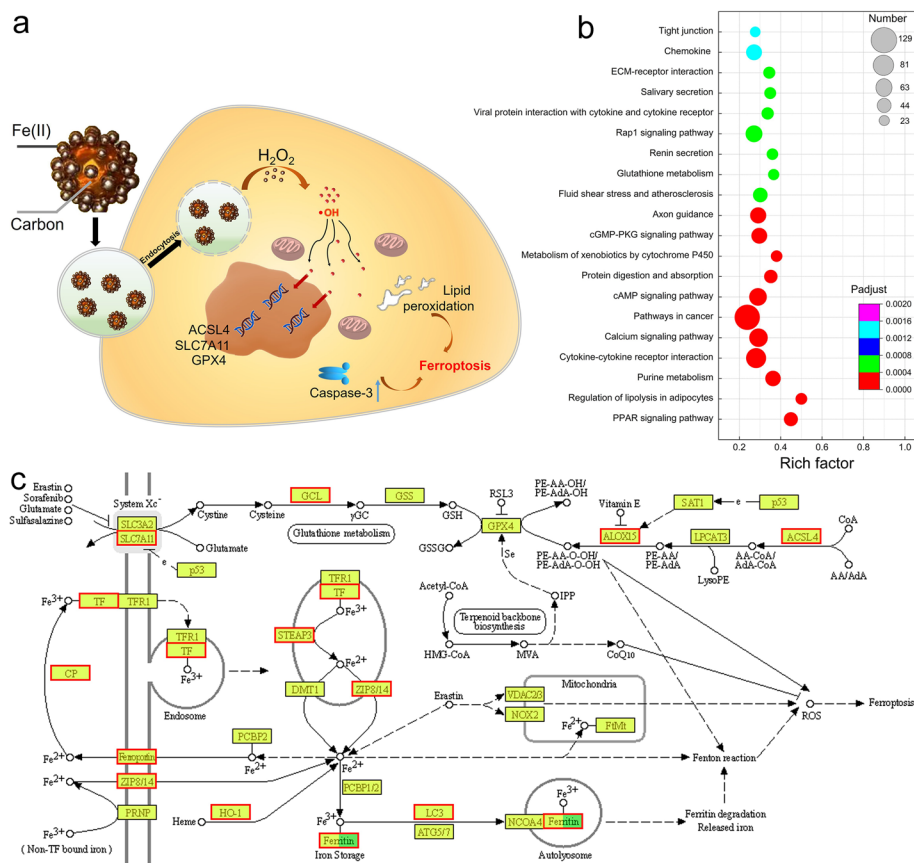 a
Fe(II)
Carbon
Endocytosis
H2O2
•OH
ACSL4
SLC7A11
GPX4
Lipid
peroxidation
Caspase-3
Ferroptosis
b
Tight junction
Chemokine
ECM-receptor interaction
Salivary secretion
Viral protein interaction with cytokine and cytokine receptor
Rap1 signaling pathway
Renin secretion
Glutathione metabolism
Fluid shear stress and atherosclerosis
Axon guidance
cGMP-PKG signaling pathway
Metabolism of xenobiotics by cytochrome P450
Protein digestion and absorption
cAMP signaling pathway
Pathways in cancer
Calcium signaling pathway
Cytokine-cytokine receptor interaction
Purine metabolism
Regulation of lipolysis in adipocytes
PPAR signaling pathway
0.2 0.4 0.6 0.8 1.0
Rich factor
Number
129
81
63
44
23
Padjust
0.0020
0.0016
0.0012
0.0008
0.0004
0.0000
c
Erastin
Sorafenib
Glutamate
Sulfasalazine
System Xc-
SLC3A2
SLC7A11
Cystine
Glutamate
e
p53
Cysteine
GCL
γGC
GSS
GSH
Glutathione metabolism
RSL3
GPX4
GSSG
Se
PE-AA-OH/
PE-AdA-OH
PE-AA-O-OH/
PE-AdA-O-OH
Vitamin E
ALOX15
SAT1
e
p53
PE-AA/
PE-AdA
LPCAT3
LysoPE
AA-CoA/
AdA-CoA
ACSL4
CoA
AA/AdA
Fe3+
TF
TFR1
TFR1
TF
Fe3+
Endosome
TFR1
TF
Fe3+
STEAP3
Fe2+
DMT1
ZIP8/14
Acetyl-CoA
Terpenoid backbone
biosynthesis
IPP
HMG-CoA
MVA
CoQ10
CP
Fe2+
Ferroportin
PCBP2
Fe2+
Fe2+
Erastin
VDAC2/3
NOX2
Mitochondria
Fe2+
FtMt
ROS
Ferroptosis
Fenton reaction
Fe2+
ZIP8/14
PRNP
Fe3+
( Non-TF bound iron)
Heme
HO-1
PCBP1/2
Fe3+
Ferritin
Iron Storage
LC3
ATG5/7
NCOA4
Fe3+
Ferritin
Autolyosome
Ferritin degradation
Released iron